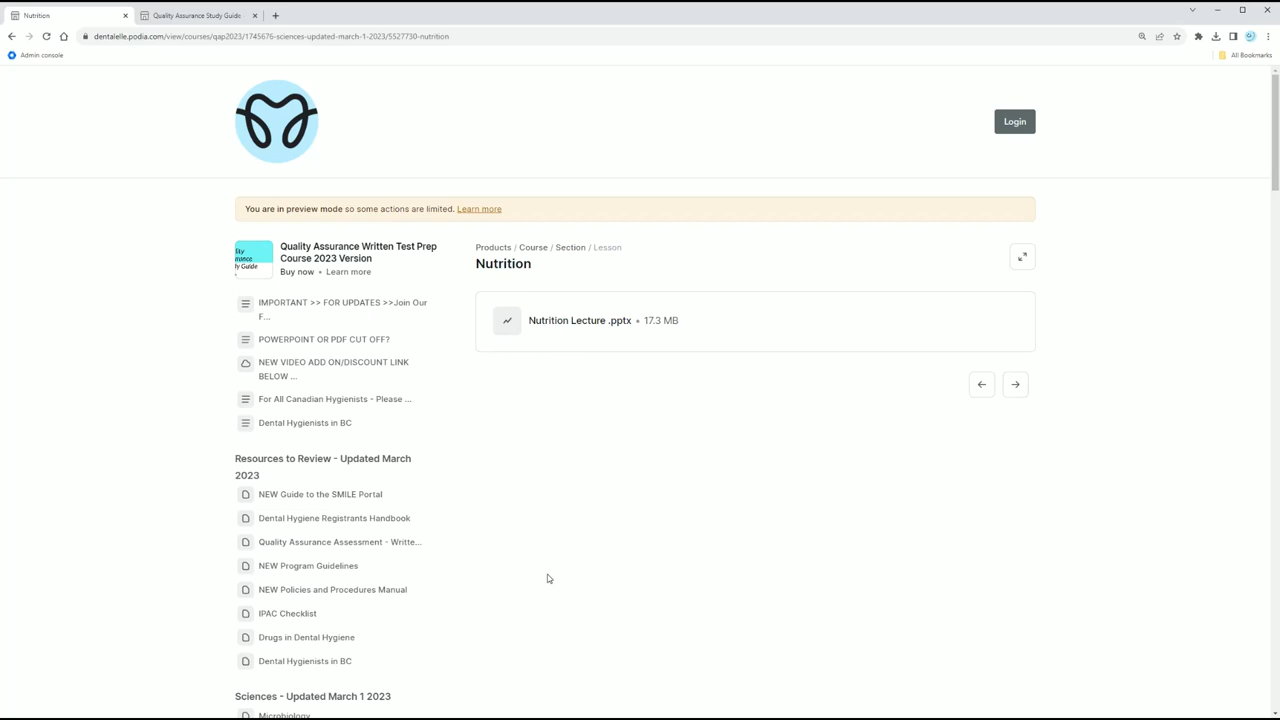 Nutrition
Quality Assurance Study Guide
dentalelle.podia.com/view/courses/qap2023/1745676-sciences-updated-march-1-2023/5527730-nutrition
Admin console
All Bookmarks
Login
You are in preview mode so some actions are limited. Learn more
Quality Assurance Written Test Prep
Course 2023 Version
Buy now • Learn more
IMPORTANT >> FOR UPDATES >>Join Our
F...
POWERPOINT OR PDF CUT OFF?
NEW VIDEO ADD ON/DISCOUNT LINK
BELOW ...
For All Canadian Hygienists - Please ...
Dental Hygienists in BC
Resources to Review - Updated March
2023
NEW Guide to the SMILE Portal
Dental Hygiene Registrants Handbook
Quality Assurance Assessment - Writte...
NEW Program Guidelines
NEW Policies and Procedures Manual
IPAC Checklist
Drugs in Dental Hygiene
Dental Hygienists in BC
Sciences - Updated March 1 2023
Microbiology
Products / Course / Section / Lesson
Nutrition
Nutrition Lecture .pptx • 17.3 MB